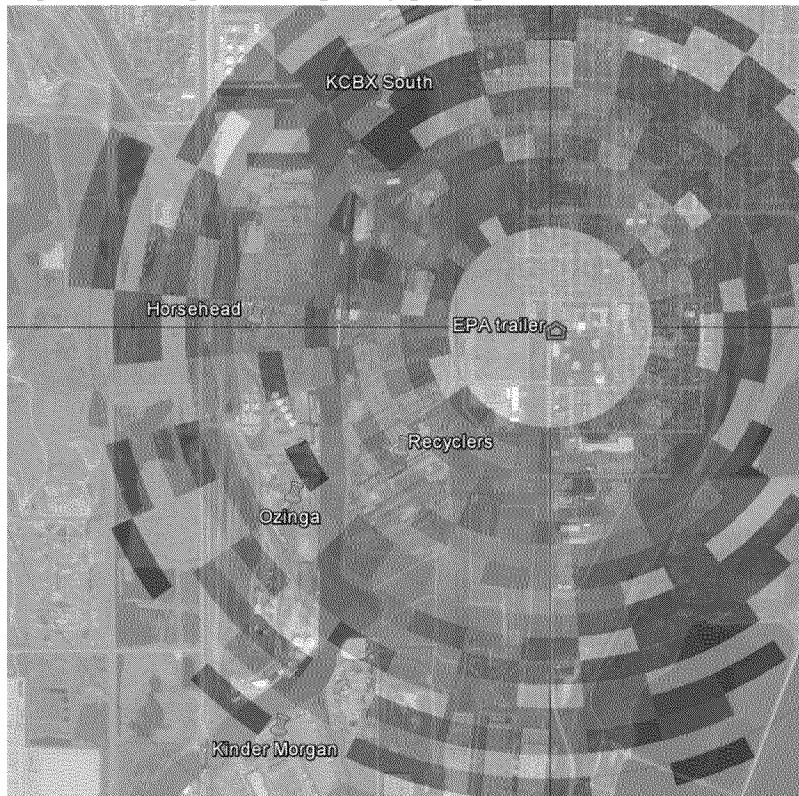 KCBX South
Horsehead
EPA trailer
Recyclers
Ozinga
Kinder Morgan